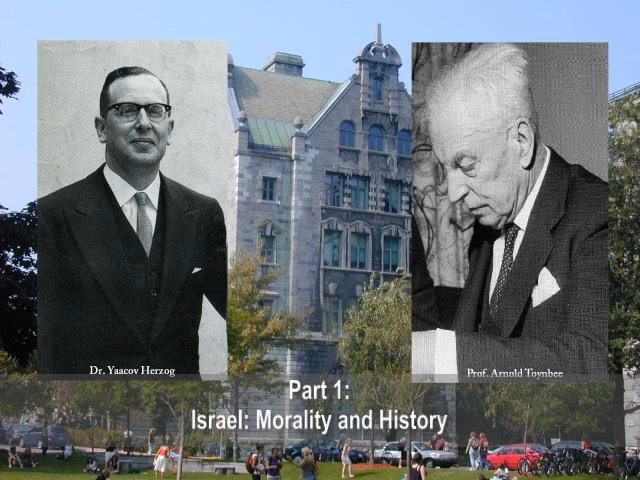 Dr. Yaacov Herzog
Prof. Arnold Toynbee
Part 1:
Israel: Morality and History